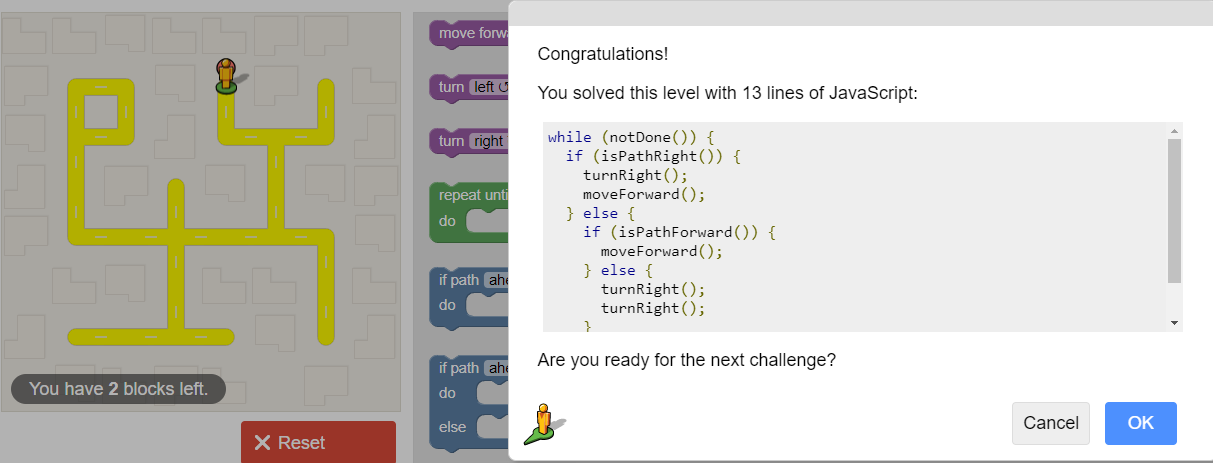 You have 2 blocks left.
Reset
move forw
turn left ↺
turn right
repeat unti
do
if path ahe
do
if path ahe
do
else
Congratulations!
You solved this level with 13 lines of JavaScript:
while (notDone()) {
if (isPathRight()) {
turnRight();
moveForward();
} else {
if (isPathForward()) {
moveForward();
} else {
turnRight();
turnRight();
}
Are you ready for the next challenge?
Cancel
OK